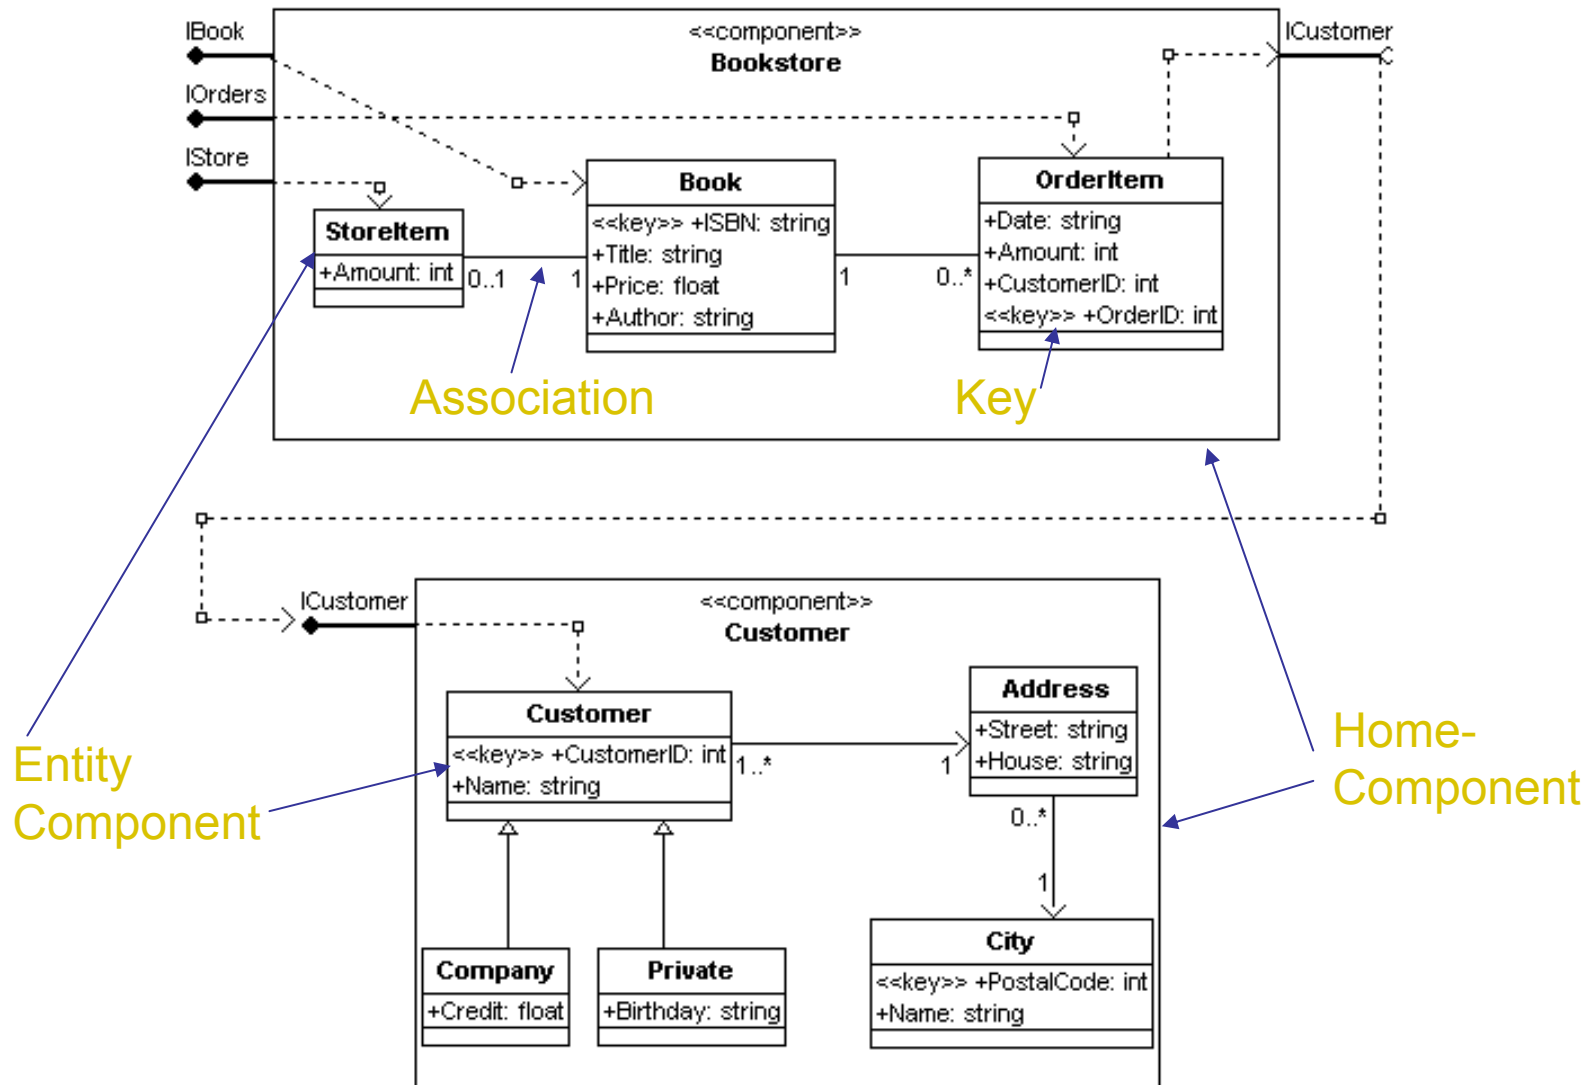 IBook
<<component>>
Bookstore
ICustomer
IOrders
IStore
StoreItem
+Amount: int
0..1
1
Book
<<key>> +ISBN: string
+Title: string
+Price: float
+Author: string
1
0..*
OrderItem
+Date: string
+Amount: int
+CustomerID: int
<<key>> +OrderID: int
Association
Key
ICustomer
<<component>>
Customer
Customer
<<key>> +CustomerID: int
+Name: string
1..*
1
Address
+Street: string
+House: string
0..*
1
Entity
Component
Home-
Component
Company
+Credit: float
Private
+Birthday: string
City
<<key>> +PostalCode: int
+Name: string